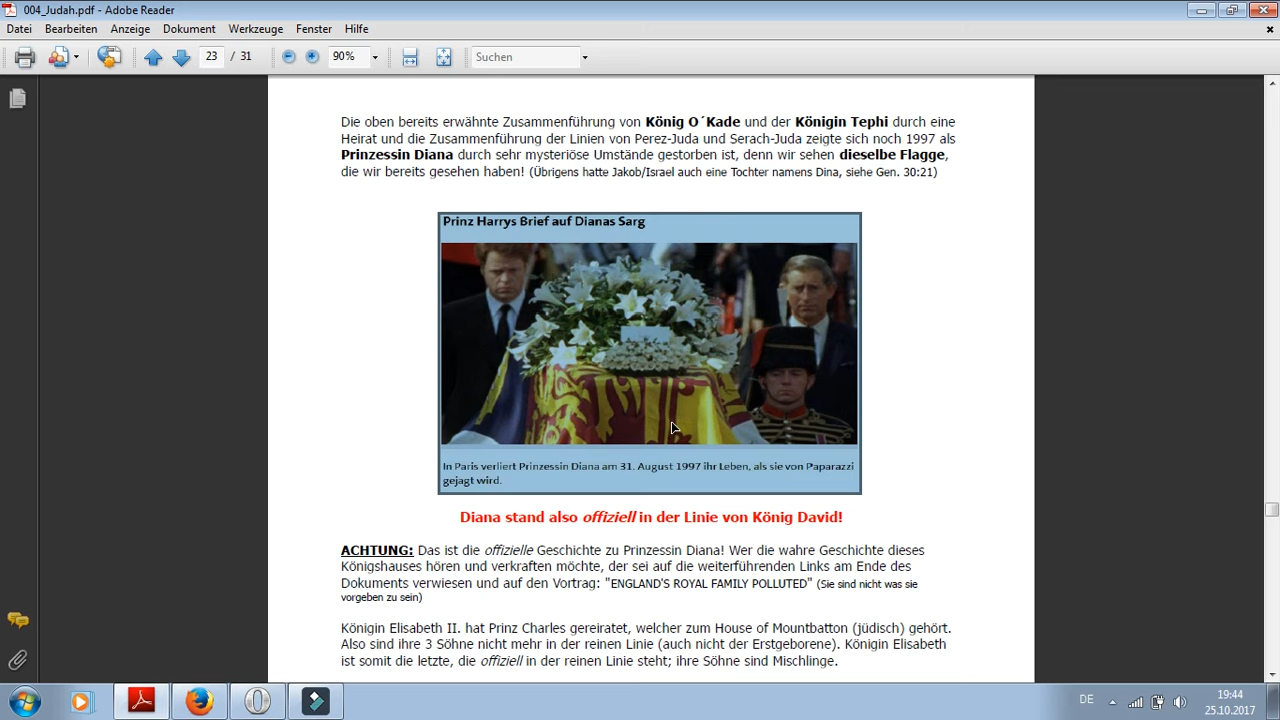 004_Judah.pdf - Adobe Reader
Datei Bearbeiten Anzeige Dokument Werkzeuge Fenster Hilfe
23 / 31 90% Suchen
Die oben bereits erwähnte Zusammenführung von König O´Kade und der Königin Tephi durch eine
Heirat und die Zusammenführung der Linien von Perez-Juda und Serach-Juda zeigte sich noch 1997 als
Prinzessin Diana durch sehr mysteriöse Umstände gestorben ist, denn wir sehen dieselbe Flagge,
die wir bereits gesehen haben! (Übrigens hatte Jakob/Israel auch eine Tochter namens Dina, siehe Gen. 30:21)
Prinz Harrys Brief auf Dianas Sarg
In Paris verliert Prinzessin Diana am 31. August 1997 ihr Leben, als sie von Paparazzi
gejagt wird.
Diana stand also offiziell in der Linie von König David!
ACHTUNG: Das ist die offizielle Geschichte zu Prinzessin Diana! Wer die wahre Geschichte dieses
Königshauses hören und verkraften möchte, der sei auf die weiterführenden Links am Ende des
Dokuments verwiesen und auf den Vortrag: "ENGLAND'S ROYAL FAMILY POLLUTED" (Sie sind nicht was sie
vorgeben zu sein)
Königin Elisabeth II. hat Prinz Charles gereiratet, welcher zum House of Mountbatton (jüdisch) gehört.
Also sind ihre 3 Söhne nicht mehr in der reinen Linie (auch nicht der Erstgeborene). Königin Elisabeth
ist somit die letzte, die offiziell in der reinen Linie steht; ihre Söhne sind Mischlinge.
DE
19:44
25.10.2017